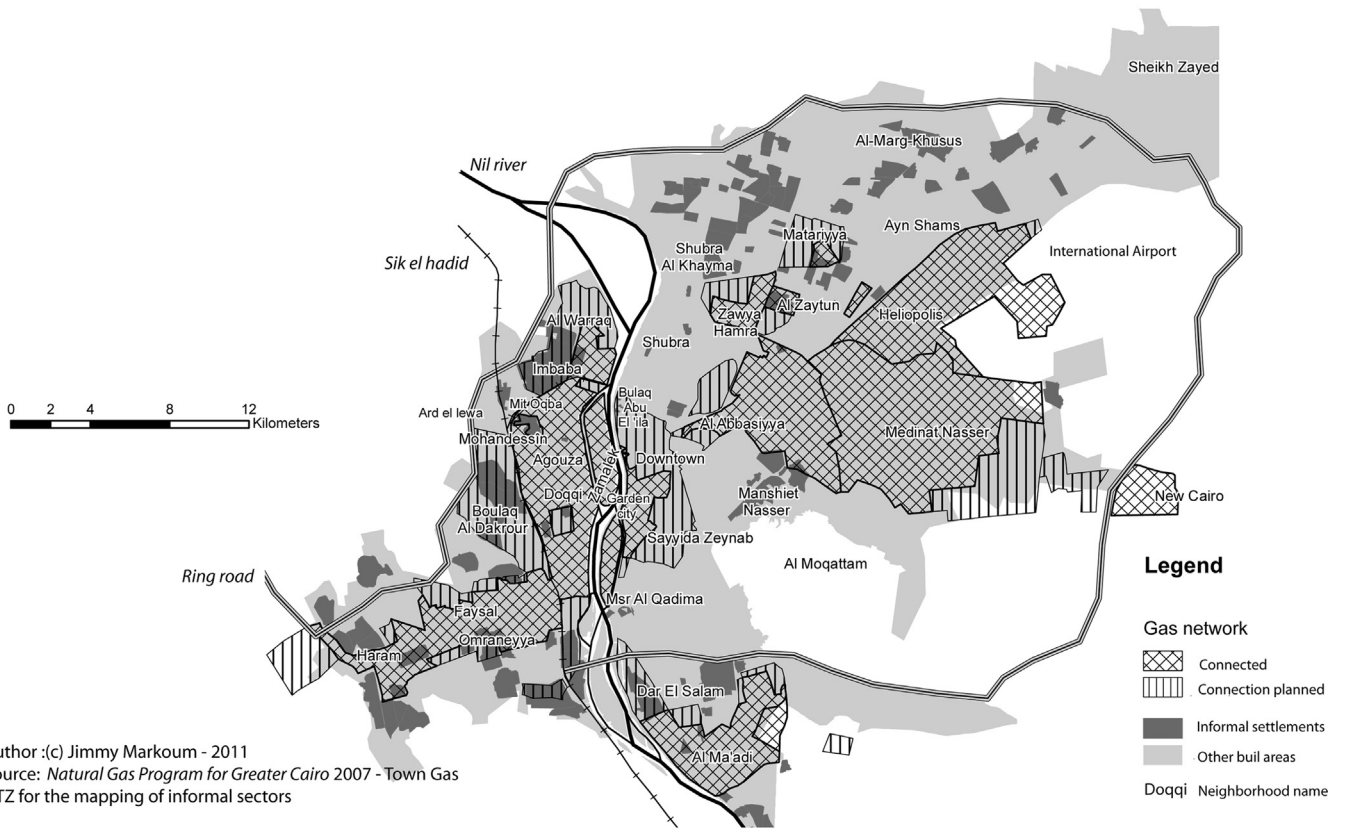 Sheikh Zayed
Al-Marg-Khusus
Nil river
Ayn Shams
Matariyya
Shubra
Al Khayma
International Airport
Sik el hadid
Al Zaytun
Zawya
Hamra
Heliopolis
Al Warraq
Shubra
Imbaba
0 2 4 8 12
Kilometers
Bulaq
Abu
El 'ila
Mit Oqba
Ard el lewa
Mohandessin
Al Abbasiyya
Medinat Nasser
Agouza
Zamalek
Downtown
Doqqi
Garden
city
Manshiet
Nasser
New Cairo
Boulaq
Al Dakrour
Sayyida Zeynab
Al Moqattam
Ring road
Msr Al Qadima
Faysal
Omraneyya
Haram
Dar El Salam
Al Ma'adi
Legend
Gas network
Connected
Connection planned
Informal settlements
Other buil areas
Doqqi Neighborhood name
uthor :(c) Jimmy Markoum - 2011
ource: Natural Gas Program for Greater Cairo 2007 - Town Gas
TZ for the mapping of informal sectors